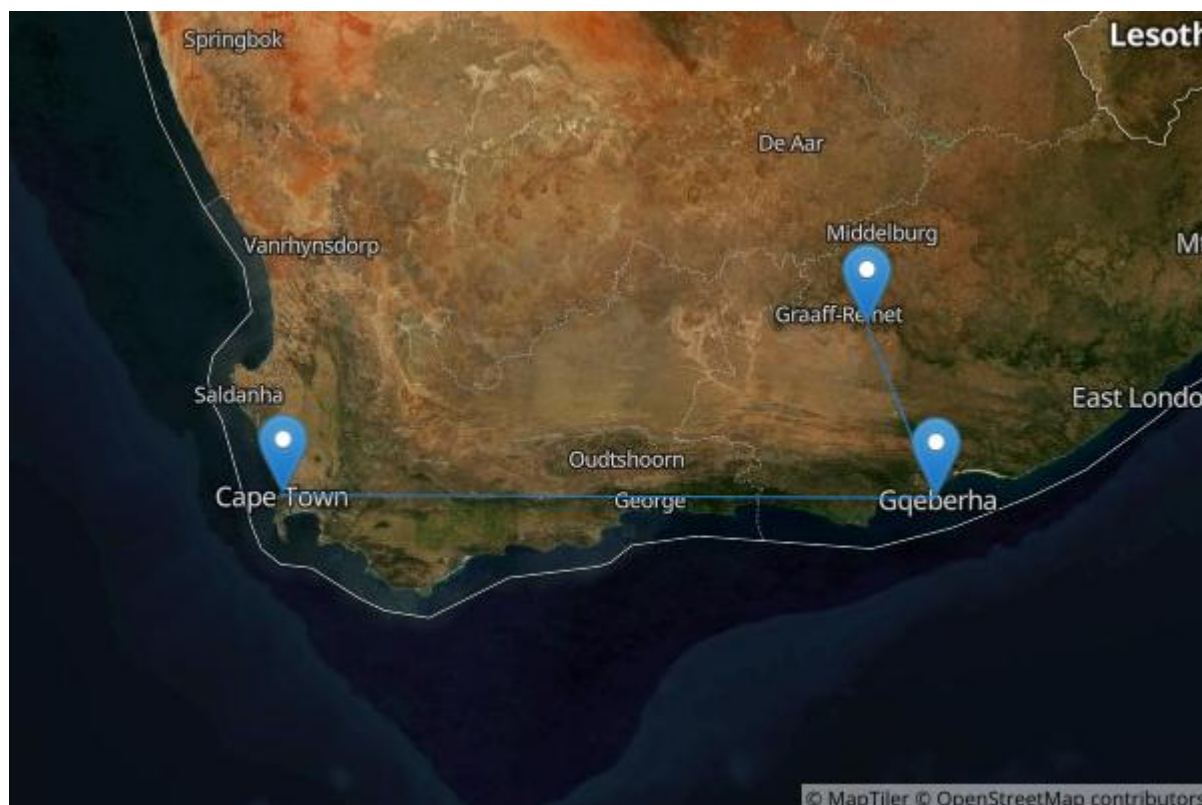 Springbok
Lesoth
De Aar
Middelburg
Vanrhynsdorp
M
Graaff-Reinet
Saldanha
East Londo
Oudtshoorn
Cape Town
George
Gqeberha
© MapTiler © OpenStreetMap contributors